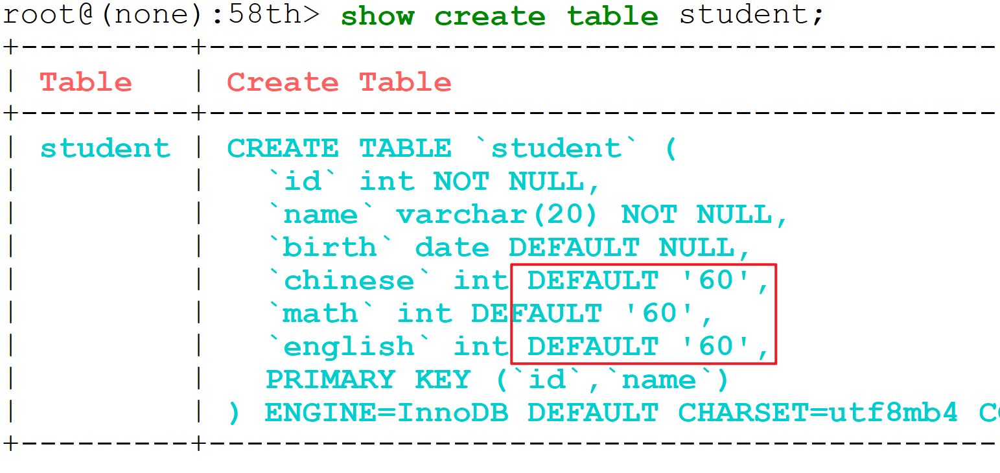 root@(none):58th> show create table student;
+---------+------------------------------------------
| Table   | Create Table
+---------+------------------------------------------
| student | CREATE TABLE `student` (
|         |   `id` int NOT NULL,
|         |   `name` varchar(20) NOT NULL,
|         |   `birth` date DEFAULT NULL,
|         |   `chinese` int DEFAULT '60',
|         |   `math` int DEFAULT '60',
|         |   `english` int DEFAULT '60',
|         |   PRIMARY KEY (`id`,`name`)
|         | ) ENGINE=InnoDB DEFAULT CHARSET=utf8mb4
+---------+------------------------------------------